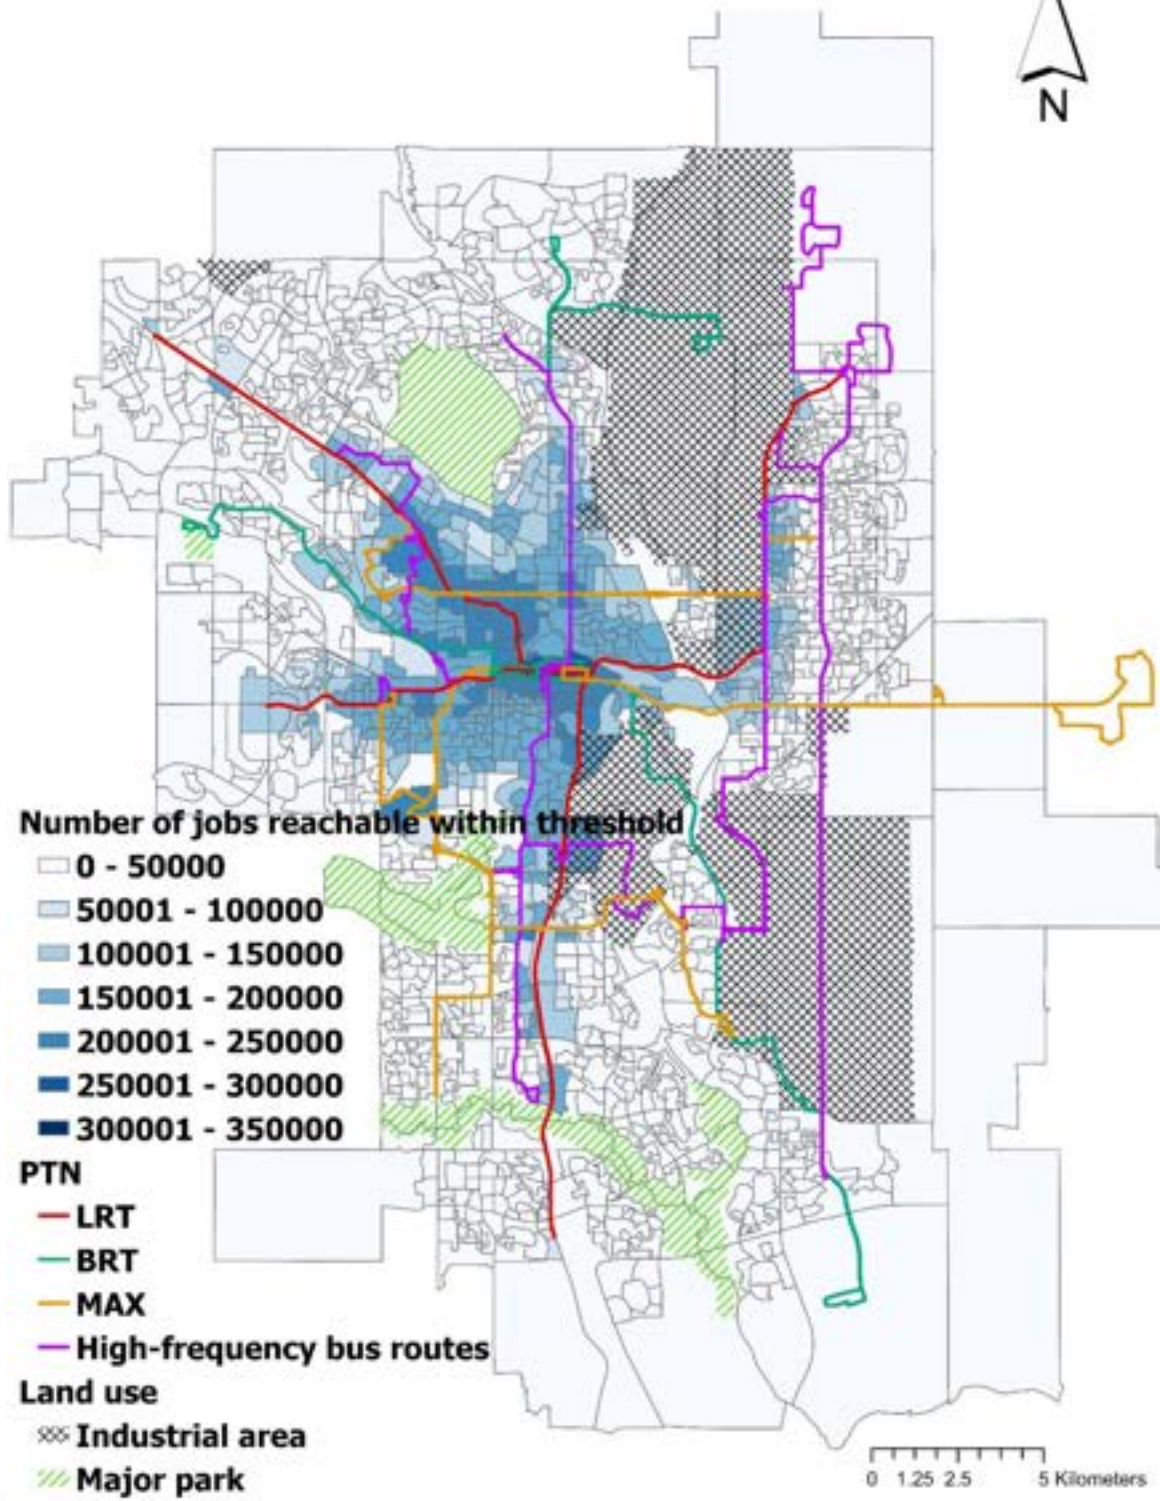 N
Number of jobs reachable within threshold
0 - 50000
50001 - 100000
100001 - 150000
150001 - 200000
200001 - 250000
250001 - 300000
300001 - 350000
PTN
LRT
BRT
MAX
High-frequency bus routes
Land use
Industrial area
Major park
0 1.25 2.5 5 Kilometers